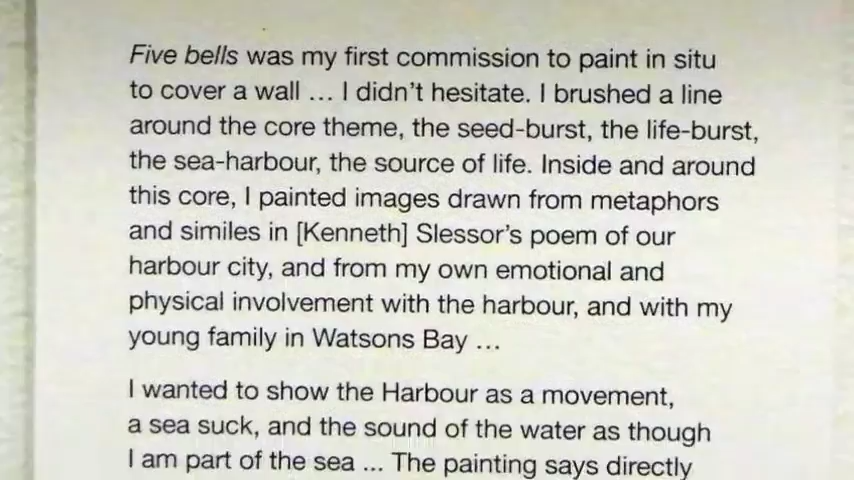 Five bells was my first commission to paint in situ
to cover a wall ... I didn't hesitate. I brushed a line
around the core theme, the seed-burst, the life-burst,
the sea-harbour, the source of life. Inside and around
this core, I painted images drawn from metaphors
and similes in [Kenneth] Slessor's poem of our
harbour city, and from my own emotional and
physical involvement with the harbour, and with my
young family in Watsons Bay ...
I wanted to show the Harbour as a movement,
a sea suck, and the sound of the water as though
I am part of the sea ... The painting says directly